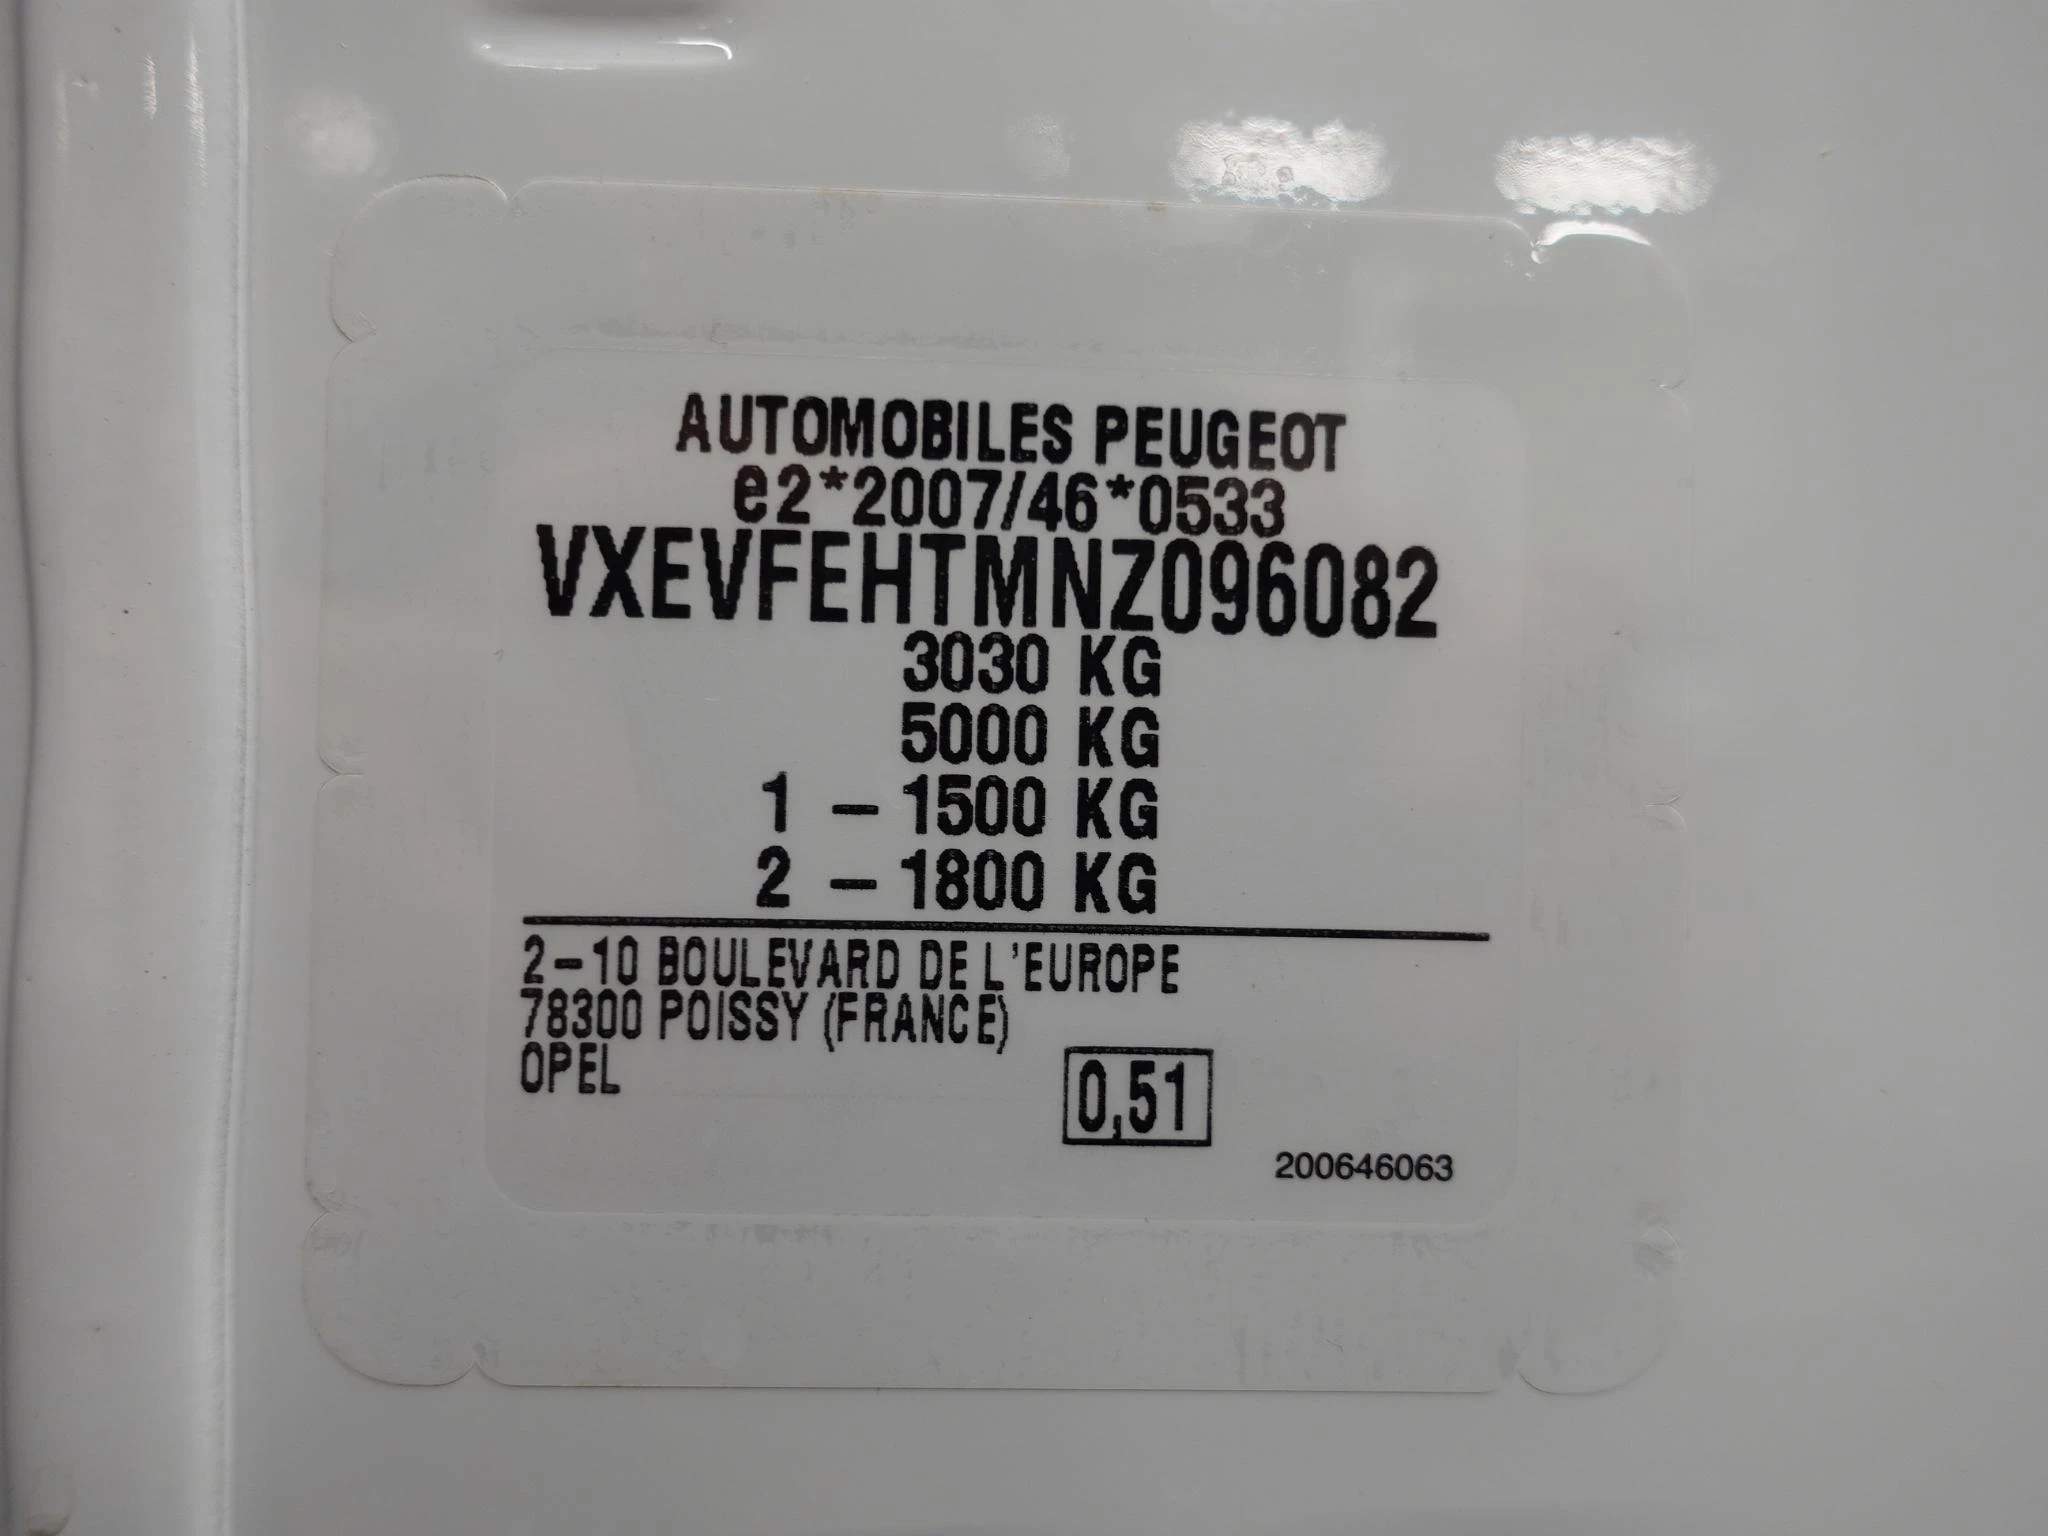 AUTOMOBILES PEUGEOT
e2*2007/46*0533
VXEVFEHTMNZ096082
3030 KG
5000 KG
1 - 1500 KG
2 - 1800 KG
2-10 BOULEVARD DE L'EUROPE
78300 POISSY (FRANCE)
OPEL
0,51
200646063